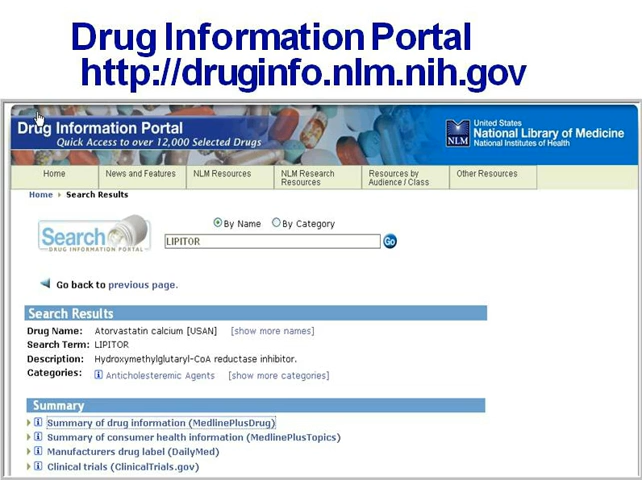 Drug Information Portal
http://druginfo.nlm.nih.gov
Drug Information Portal
Quick Access to over 12,000 Selected Drugs
NLM
United States
National Library of Medicine
National Institutes of Health
Home
News and Features
NLM Resources
NLM Research
Resources
Resources by
Audience / Class
Other Resources
Home Search Results
Search
DRUG INFORMATION PORTAL
By Name By Category
LIPITOR Go
Go back to previous page.
Search Results
Drug Name: Atorvastatin calcium [USAN] [show more names]
Search Term: LIPITOR
Description: Hydroxymethylglutaryl-CoA reductase inhibitor.
Categories: i Anticholesteremic Agents [show more categories]
Summary
i Summary of drug information (MedlinePlusDrug)
i Summary of consumer health information (MedlinePlusTopics)
i Manufacturers drug label (DailyMed)
i Clinical trials (ClinicalTrials.gov)